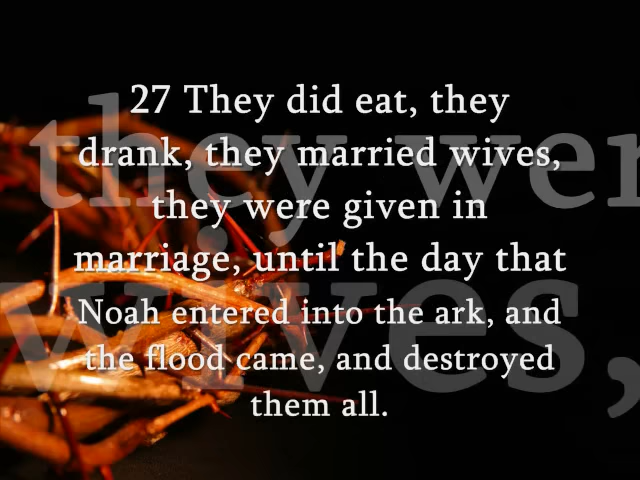 27 They did eat, they
drank, they married wives,
they were given in
marriage, until the day that
Noah entered into the ark, and
the flood came, and destroyed
them all.
they wer
wives,